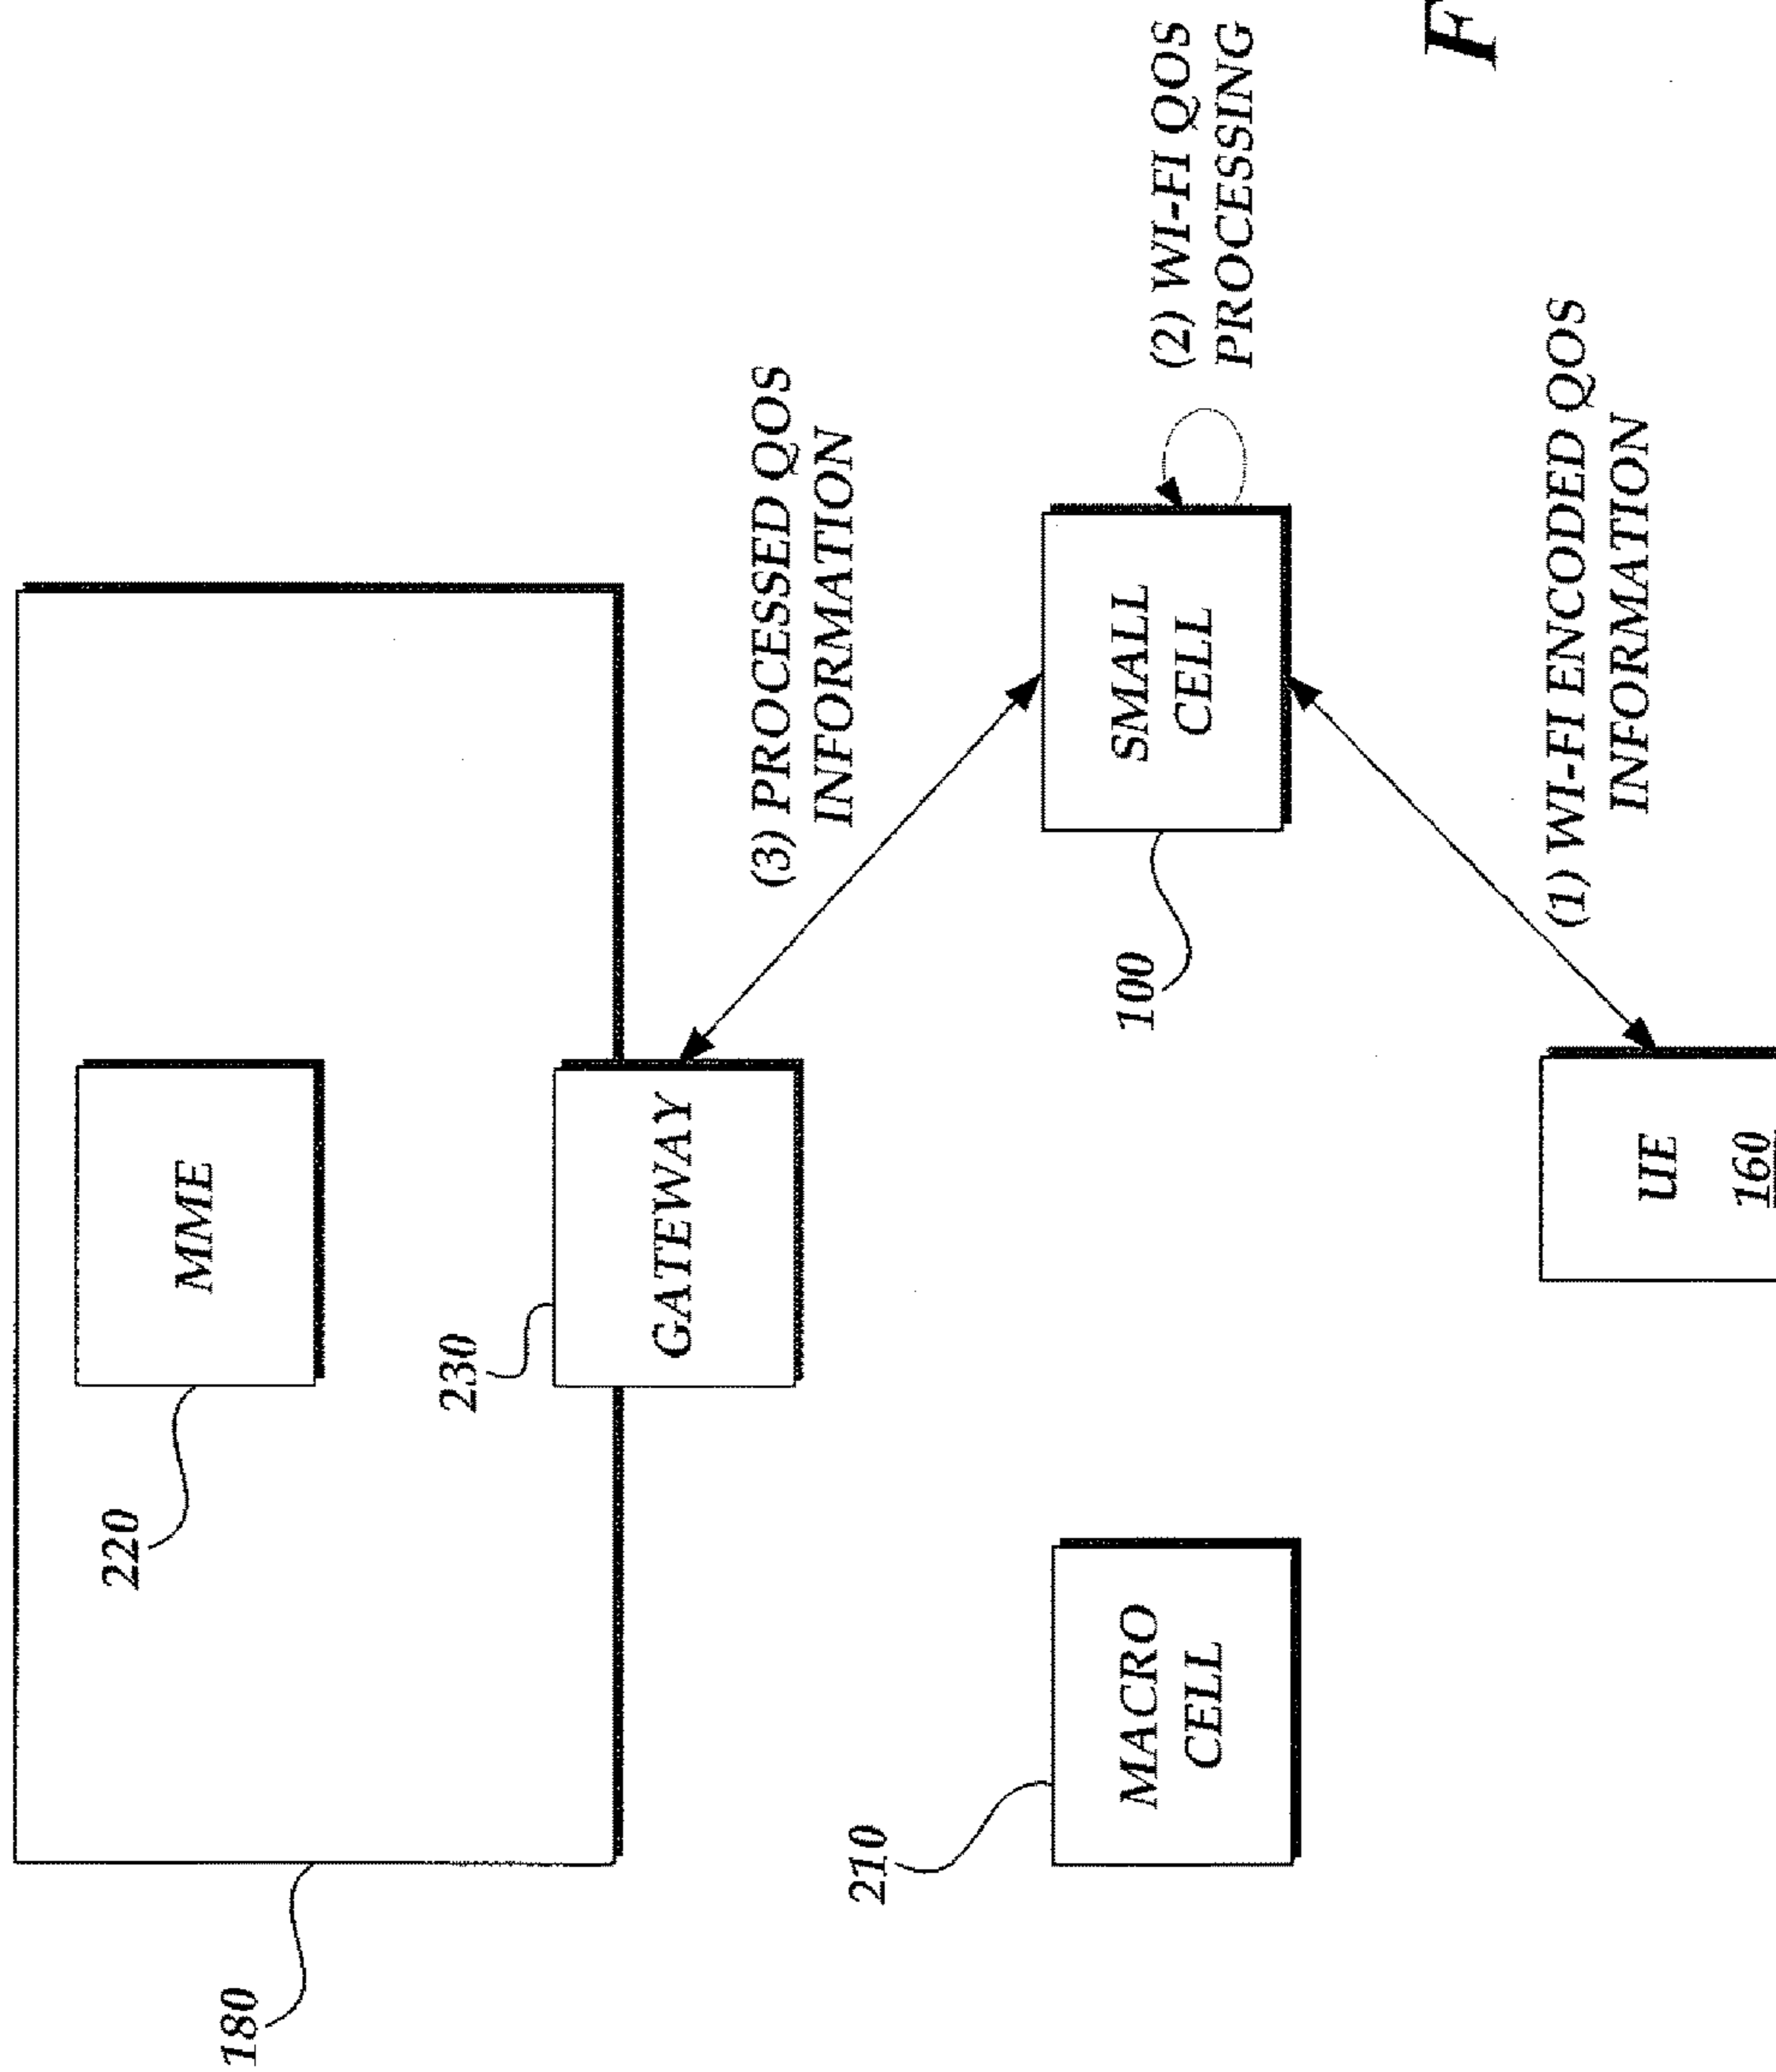 220
MME
180
230
GATEWAY
(3) PROCESSED QOS
INFORMATION
210
MACRO
CELL
100
SMALL
CELL
(2) WI-FI QOS
PROCESSING
(1) WI-FI ENCODED QOS
INFORMATION
UE
160
F